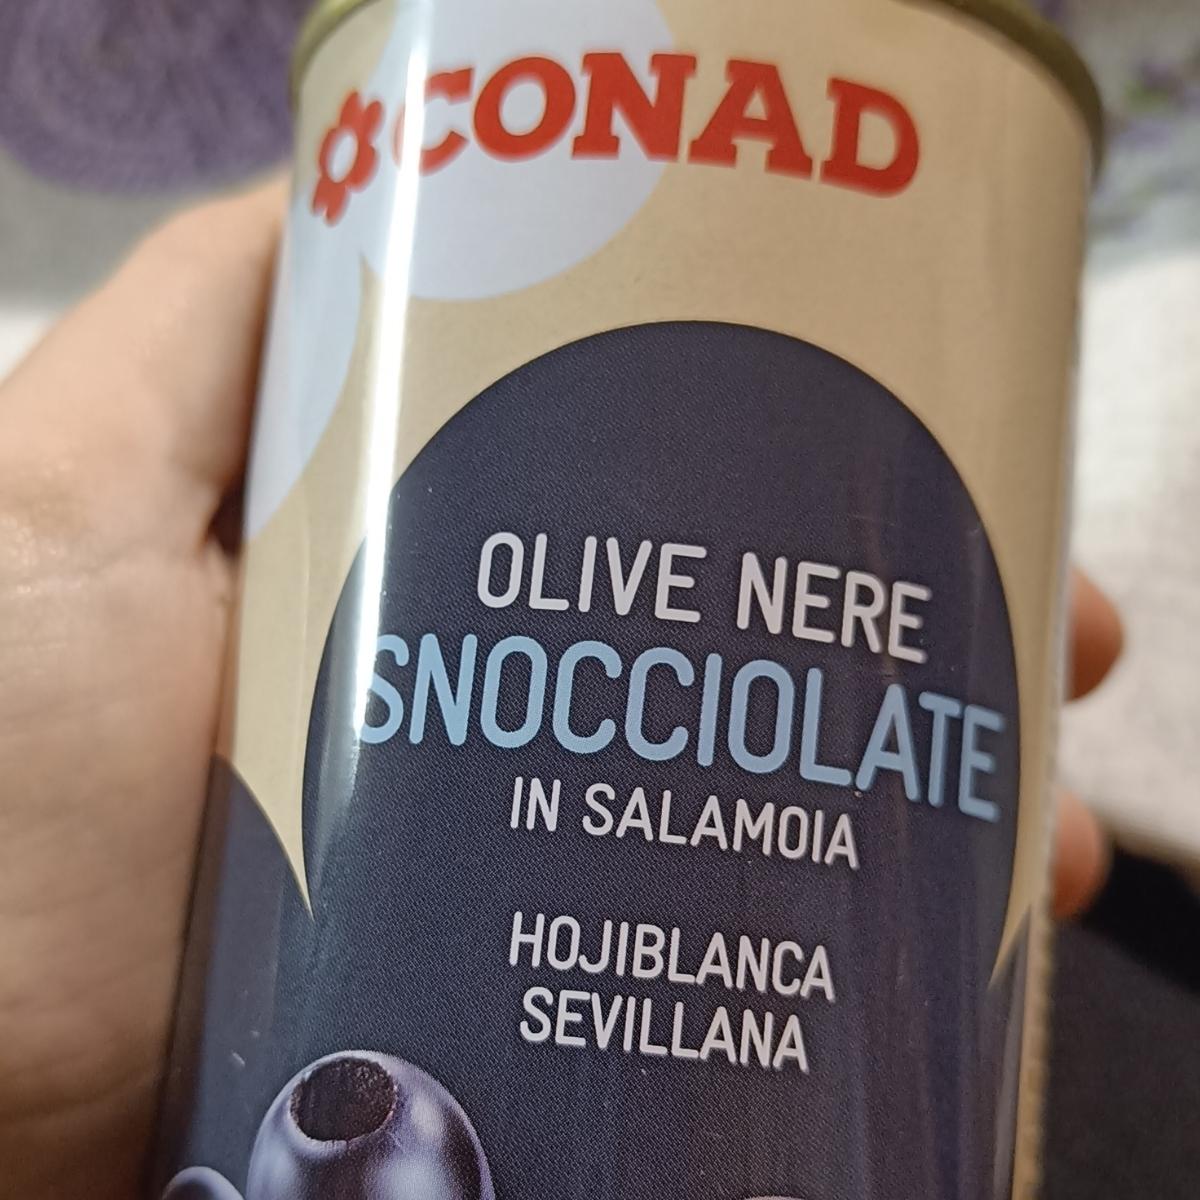 CONAD
OLIVE NERE
SNOCCIOLATE
IN SALAMOIA
HOJIBLANCA
SEVILLANA